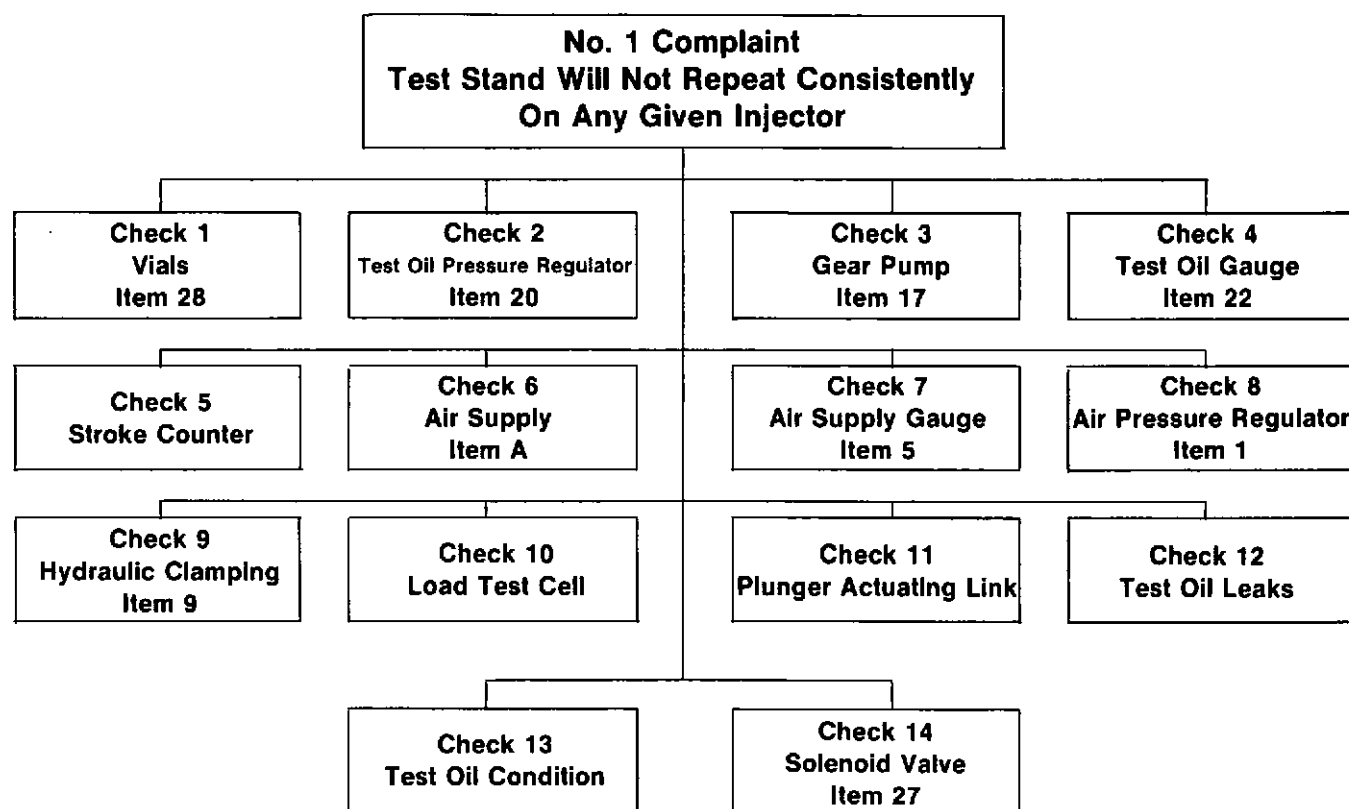 No. 1 Complaint
Test Stand Will Not Repeat Consistently
On Any Given Injector
Check 1
Vials
Item 28
Check 2
Test Oil Pressure Regulator
Item 20
Check 3
Gear Pump
Item 17
Check 4
Test Oil Gauge
Item 22
Check 5
Stroke Counter
Check 6
Air Supply
Item A
Check 7
Air Supply Gauge
Item 5
Check 8
Air Pressure Regulator
Item 1
Check 9
Hydraulic Clamping
Item 9
Check 10
Load Test Cell
Check 11
Plunger Actuating Link
Check 12
Test Oil Leaks
Check 13
Test Oil Condition
Check 14
Solenoid Valve
Item 27